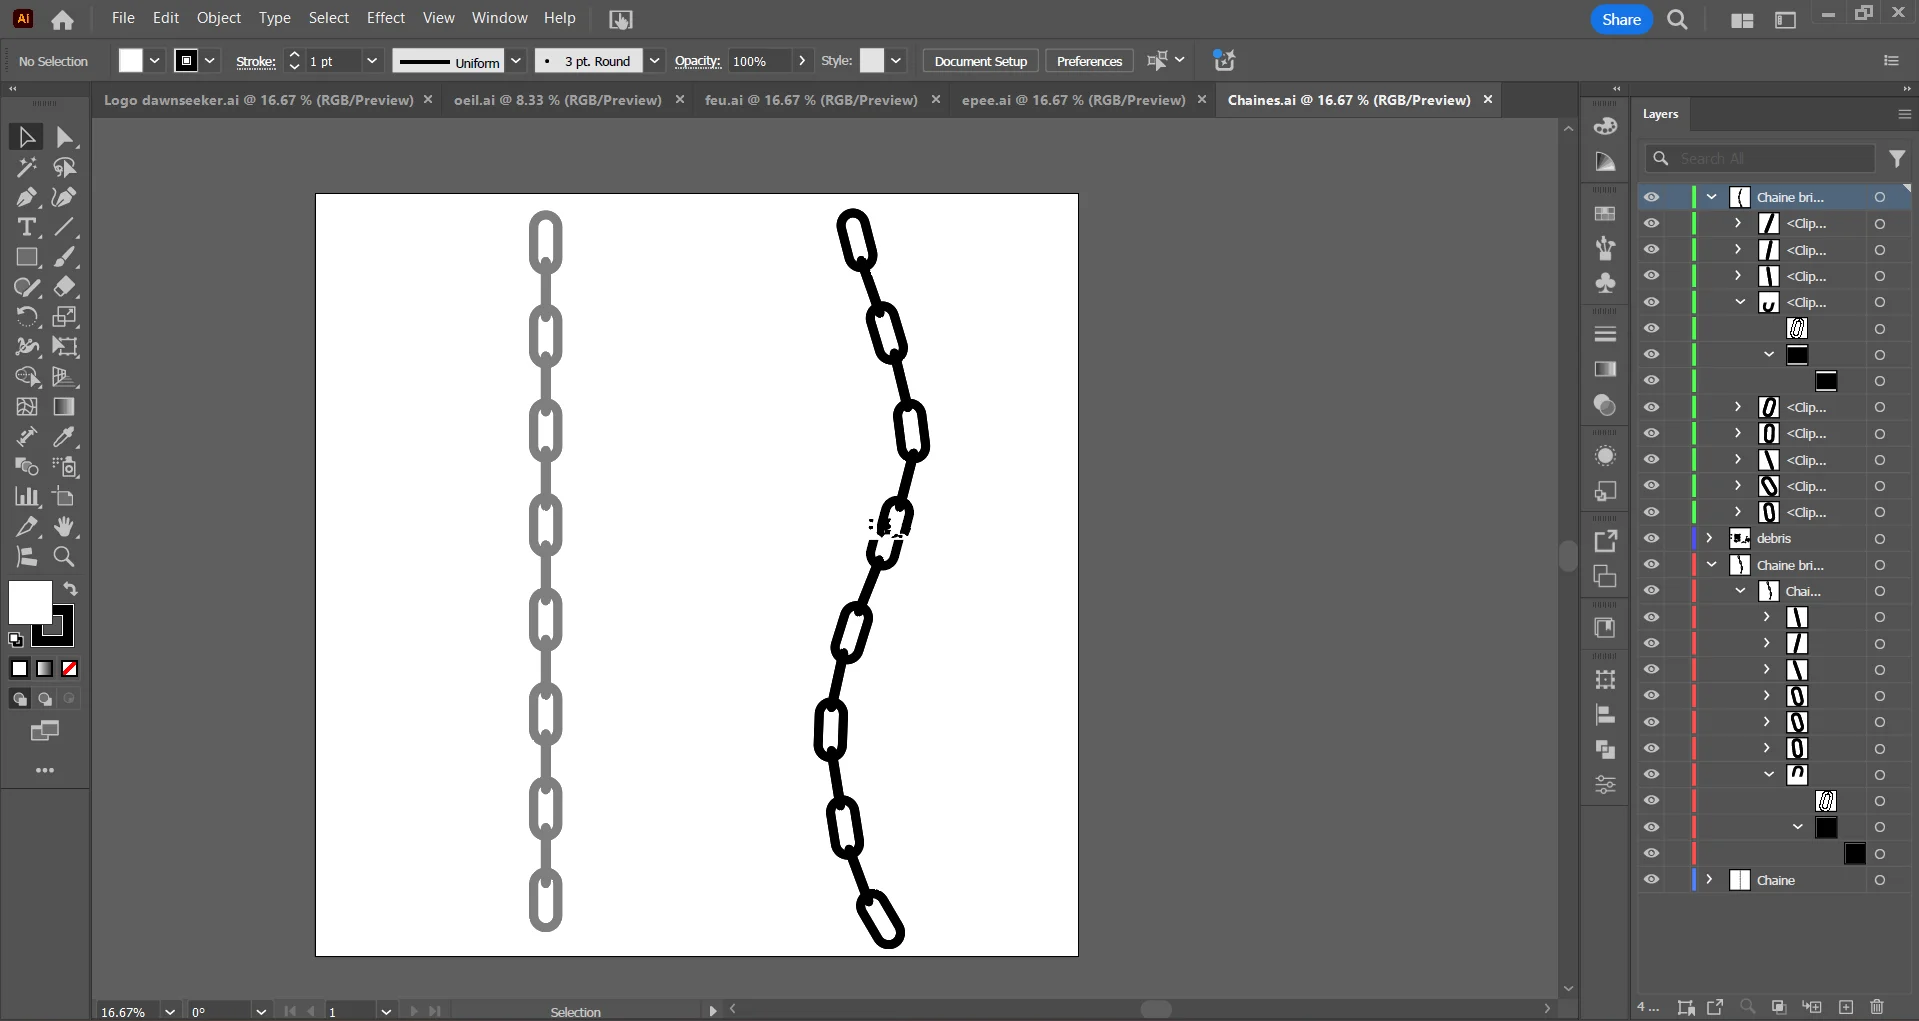 Ai File Edit Object Type Select Effect View Window Help Share
No Selection Stroke: 1 pt Uniform 3 pt. Round Opacity: 100% Style: Document Setup Preferences
Logo dawnseeker.ai @ 16.67 % (RGB/Preview) oeil.ai @ 8.33 % (RGB/Preview) feu.ai @ 16.67 % (RGB/Preview) epee.ai @ 16.67 % (RGB/Preview) Chaines.ai @ 16.67 % (RGB/Preview)
Layers
Search All
Chaine bri...
<Clip...
<Clip...
<Clip...
<Clip...
<Clip...
<Clip...
<Clip...
<Clip...
<Clip...
debris
Chaine bri...
Chai...
Chaine
4 ...
16.67% 0° 1 Selection